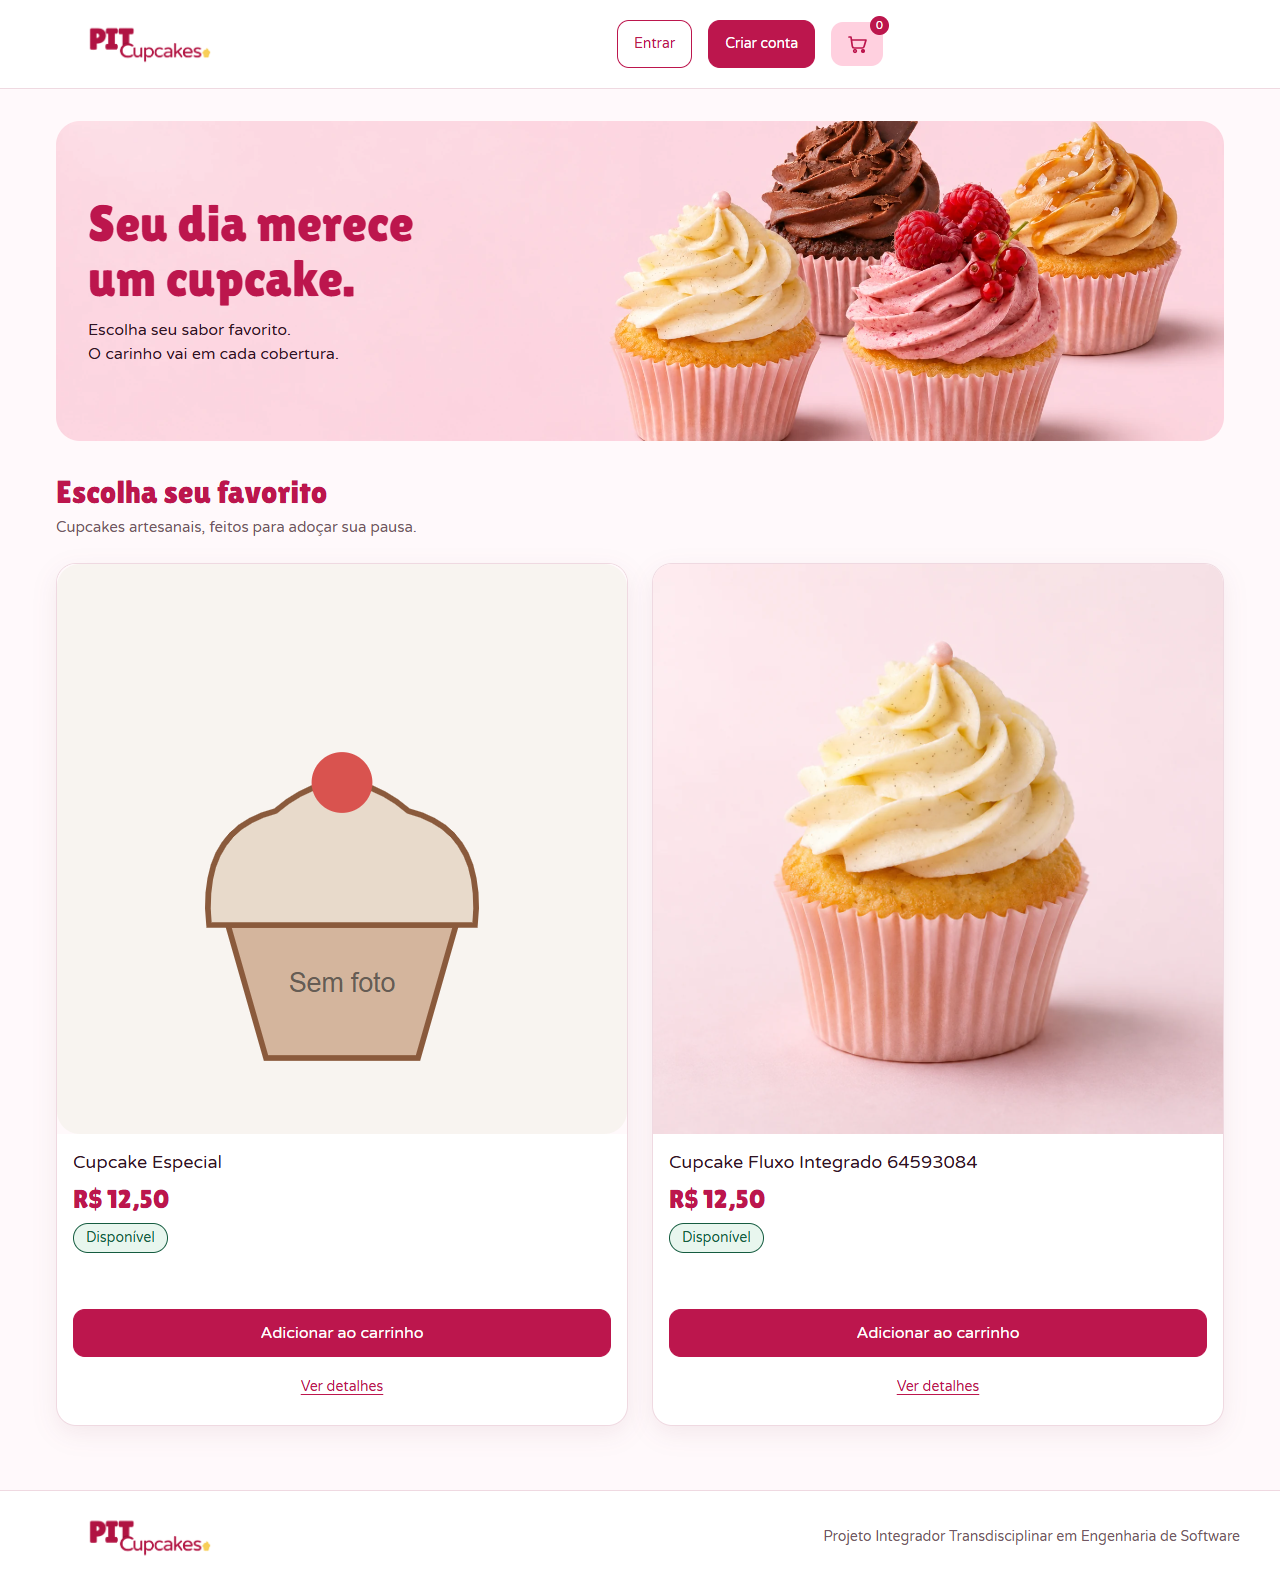 PIT
Cupcakes
Entrar
Criar conta
0
Seu dia merece
um cupcake.
Escolha seu sabor favorito.
O carinho vai em cada cobertura.
Escolha seu favorito
Cupcakes artesanais, feitos para adoçar sua pausa.
Sem foto
Cupcake Especial
R$ 12,50
Disponível
Adicionar ao carrinho
Ver detalhes
Cupcake Fluxo Integrado 64593084
R$ 12,50
Disponível
Adicionar ao carrinho
Ver detalhes
PIT
Cupcakes
Projeto Integrador Transdisciplinar em Engenharia de Software